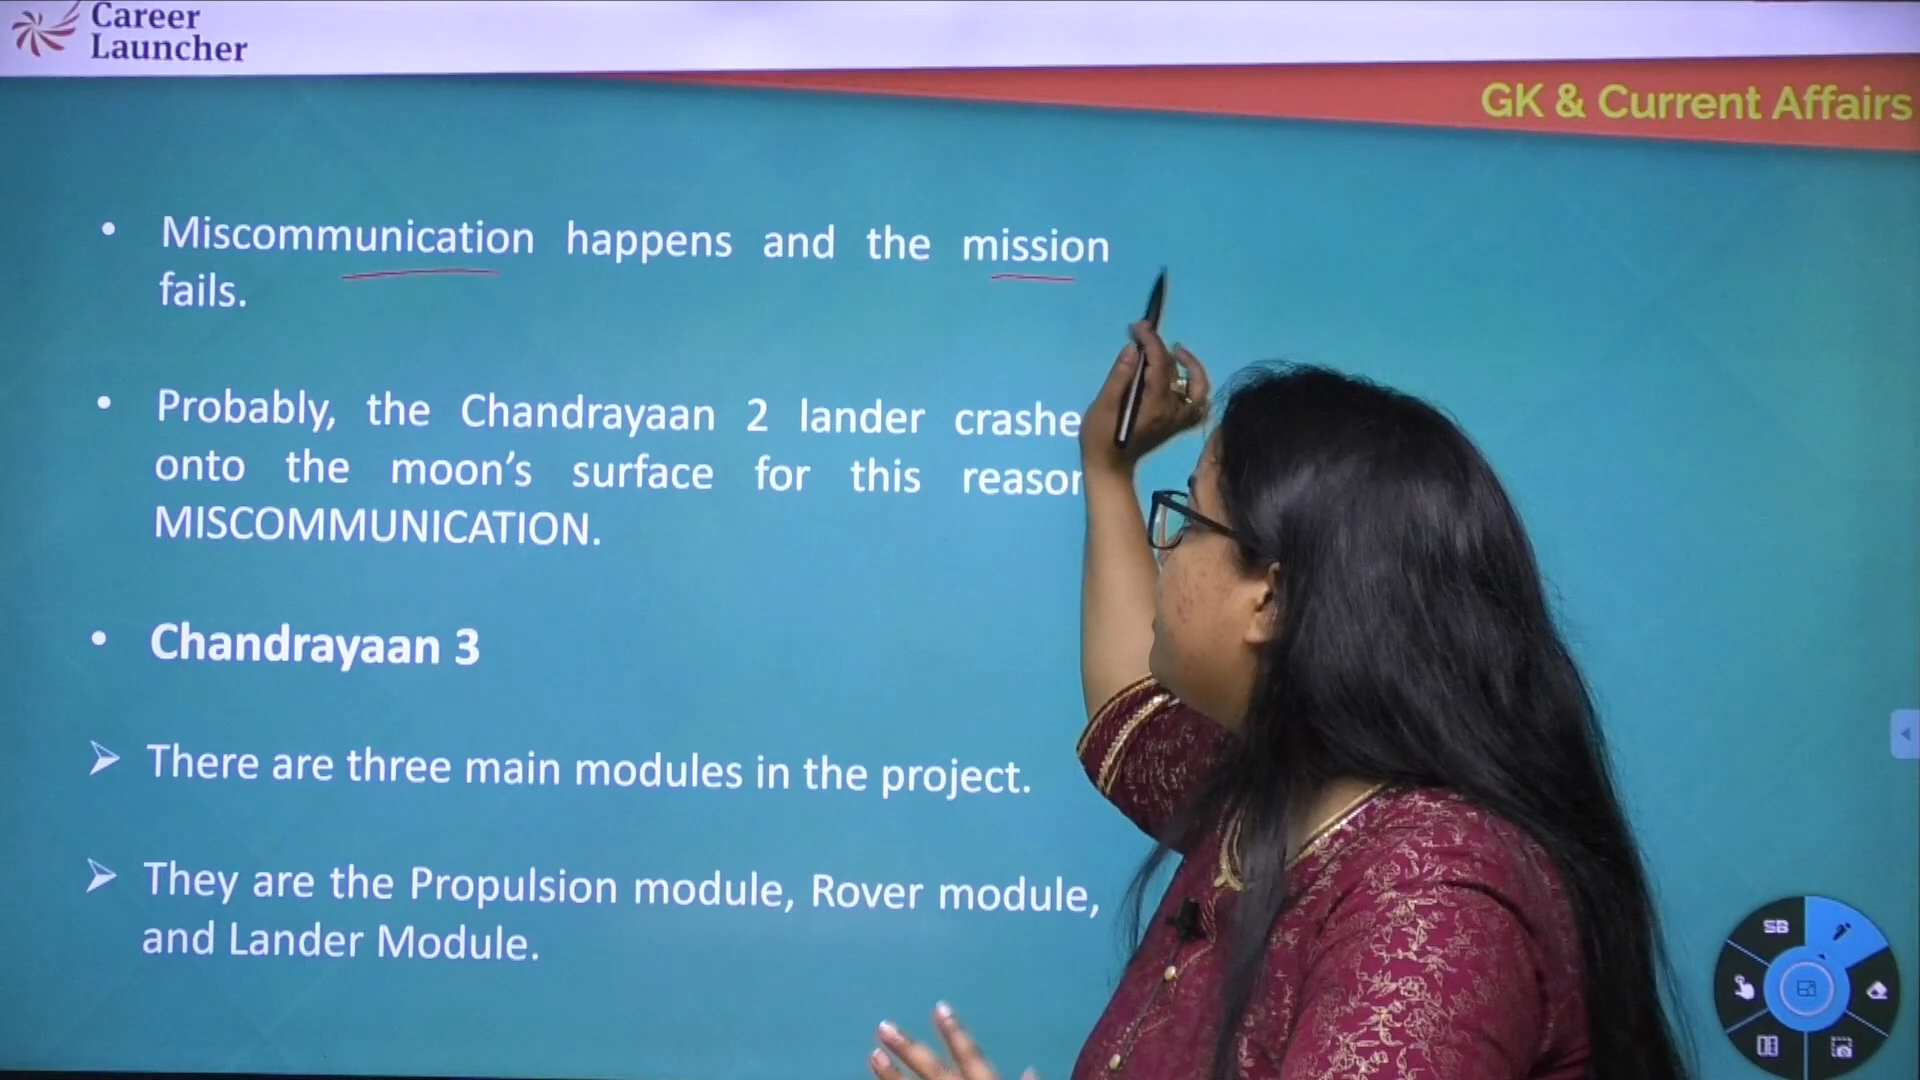 Career
Launcher
GK & Current Affairs
• Miscommunication happens and the mission
fails.
• Probably, the Chandrayaan 2 lander crashe
onto the moon’s surface for this reason
MISCOMMUNICATION.
• Chandrayaan 3
➢ There are three main modules in the project.
➢ They are the Propulsion module, Rover module,
and Lander Module.
SB